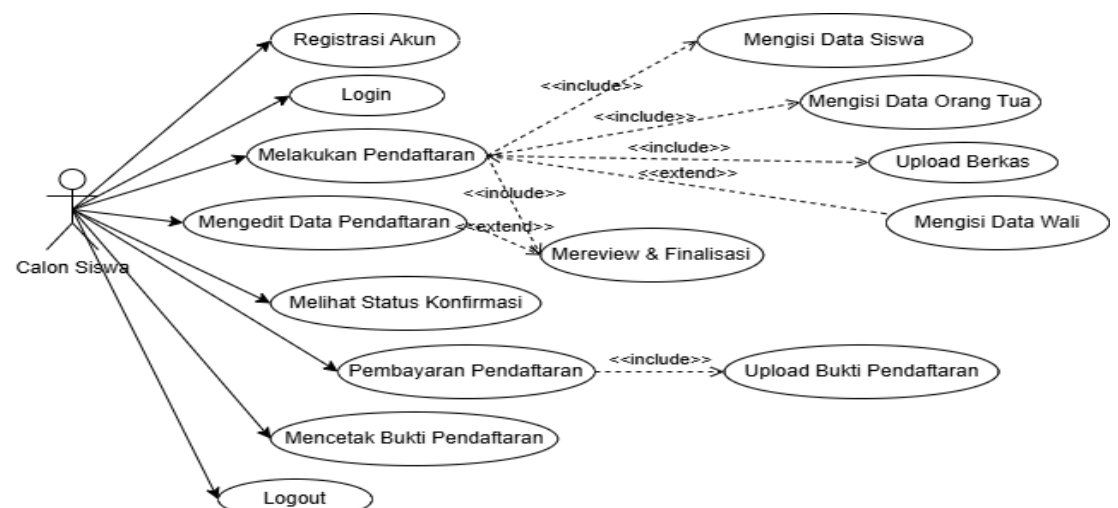 Registrasi Akun
Mengisi Data Siswa
<<include>>
Login
Mengisi Data Orang Tua
<<include>>
Melakukan Pendaftaran
<<include>>
Upload Berkas
<<extend>>
<<include>>
Mengedit Data Pendaftaran
<<extend>>
Mengisi Data Wali
Mereview & Finalisasi
Calon Siswa
Melihat Status Konfirmasi
<<include>>
Pembayaran Pendaftaran
Upload Bukti Pendaftaran
Mencetak Bukti Pendaftaran
Logout